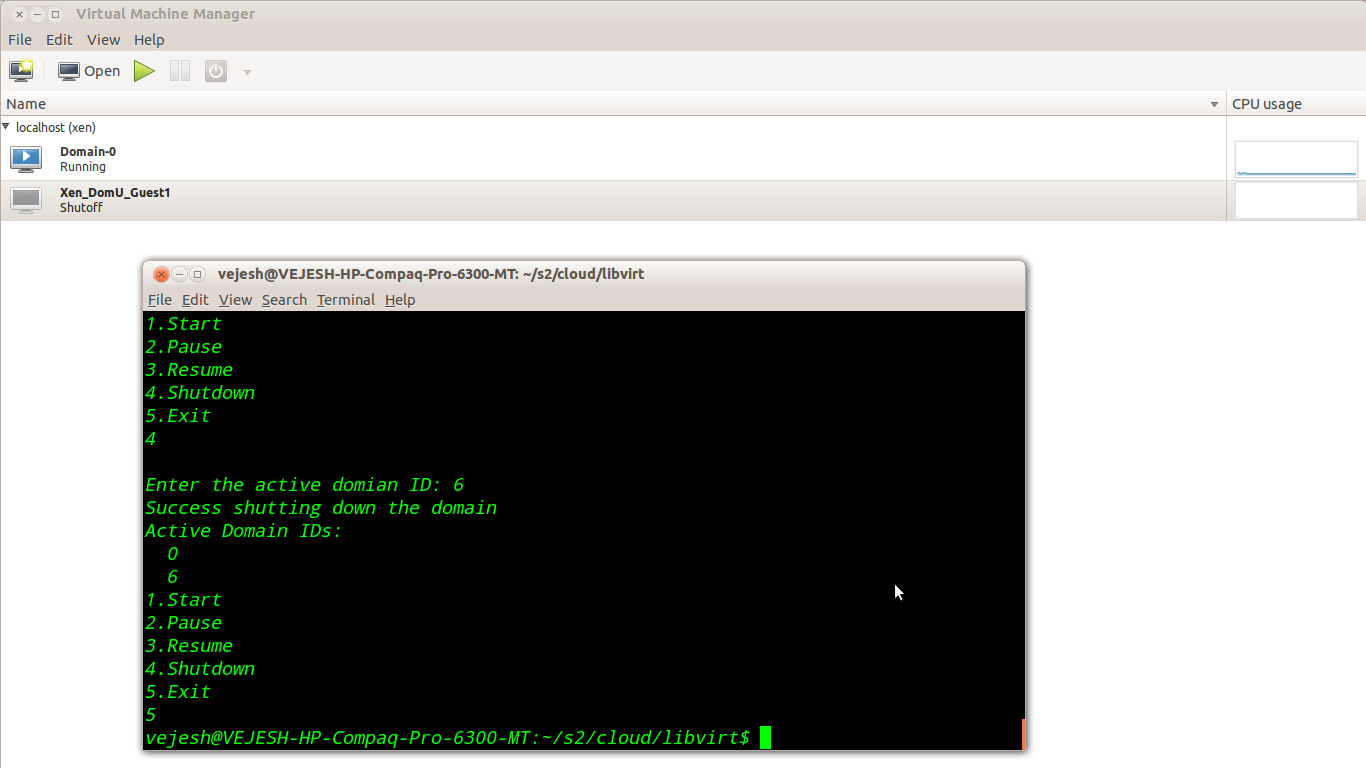 Virtual Machine Manager
File Edit View Help
Open
Name CPU usage
localhost (xen)
Domain-0
Running
Xen_DomU_Guest1
Shutoff
vejesh@VEJESH-HP-Compaq-Pro-6300-MT: ~/s2/cloud/libvirt
File Edit View Search Terminal Help
1.Start
2.Pause
3.Resume
4.Shutdown
5.Exit
4
Enter the active domian ID: 6
Success shutting down the domain
Active Domain IDs:
0
6
1.Start
2.Pause
3.Resume
4.Shutdown
5.Exit
5
vejesh@VEJESH-HP-Compaq-Pro-6300-MT:~/s2/cloud/libvirt$